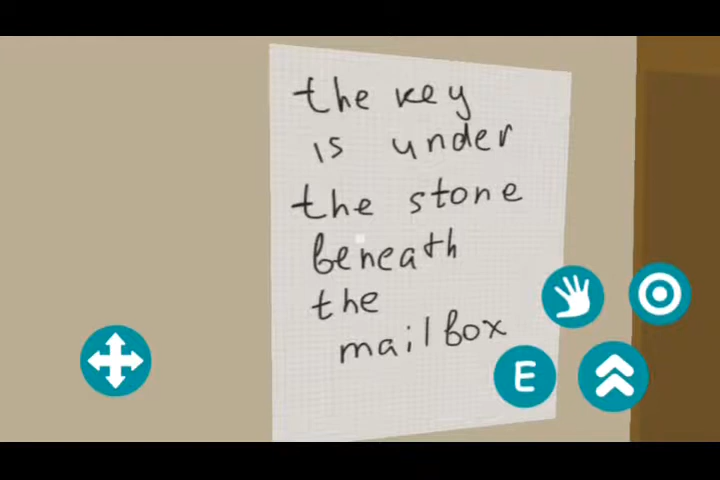 the key
is under
the stone
beneath
the
mailbox
E